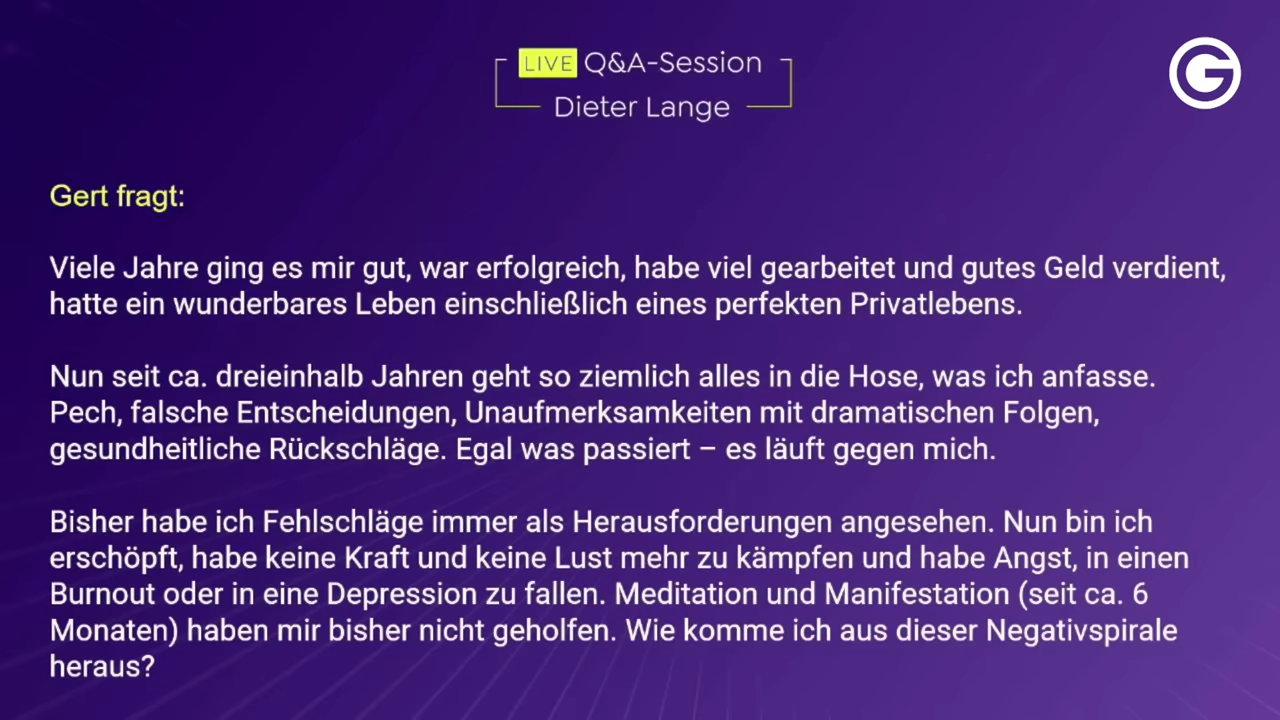 LIVE Q&A-Session
Dieter Lange
G
Gert fragt:
Viele Jahre ging es mir gut, war erfolgreich, habe viel gearbeitet und gutes Geld verdient,
hatte ein wunderbares Leben einschließlich eines perfekten Privatlebens.
Nun seit ca. dreieinhalb Jahren geht so ziemlich alles in die Hose, was ich anfasse.
Pech, falsche Entscheidungen, Unaufmerksamkeiten mit dramatischen Folgen,
gesundheitliche Rückschläge. Egal was passiert – es läuft gegen mich.
Bisher habe ich Fehlschläge immer als Herausforderungen angesehen. Nun bin ich
erschöpft, habe keine Kraft und keine Lust mehr zu kämpfen und habe Angst, in einen
Burnout oder in eine Depression zu fallen. Meditation und Manifestation (seit ca. 6
Monaten) haben mir bisher nicht geholfen. Wie komme ich aus dieser Negativspirale
heraus?